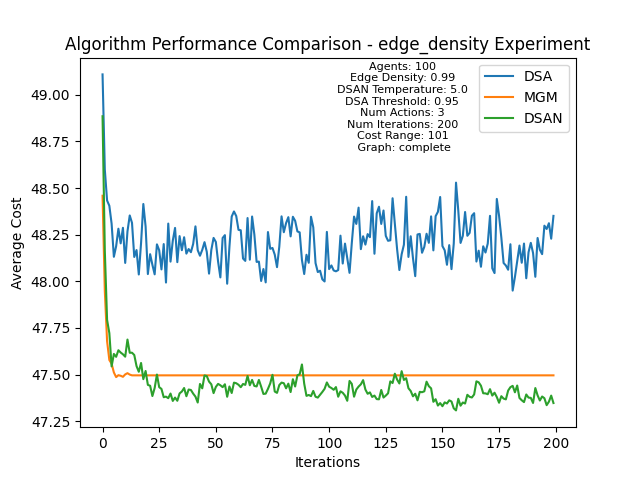 Algorithm Performance Comparison - edge_density Experiment
Agents: 100
Edge Density: 0.99
DSAN Temperature: 5.0
DSA Threshold: 0.95
Num Actions: 3
Num Iterations: 200
Cost Range: 101
Graph: complete
DSA
MGM
DSAN
Average Cost
49.00
48.75
48.50
48.25
48.00
47.75
47.50
47.25
0 25 50 75 100 125 150 175 200
Iterations